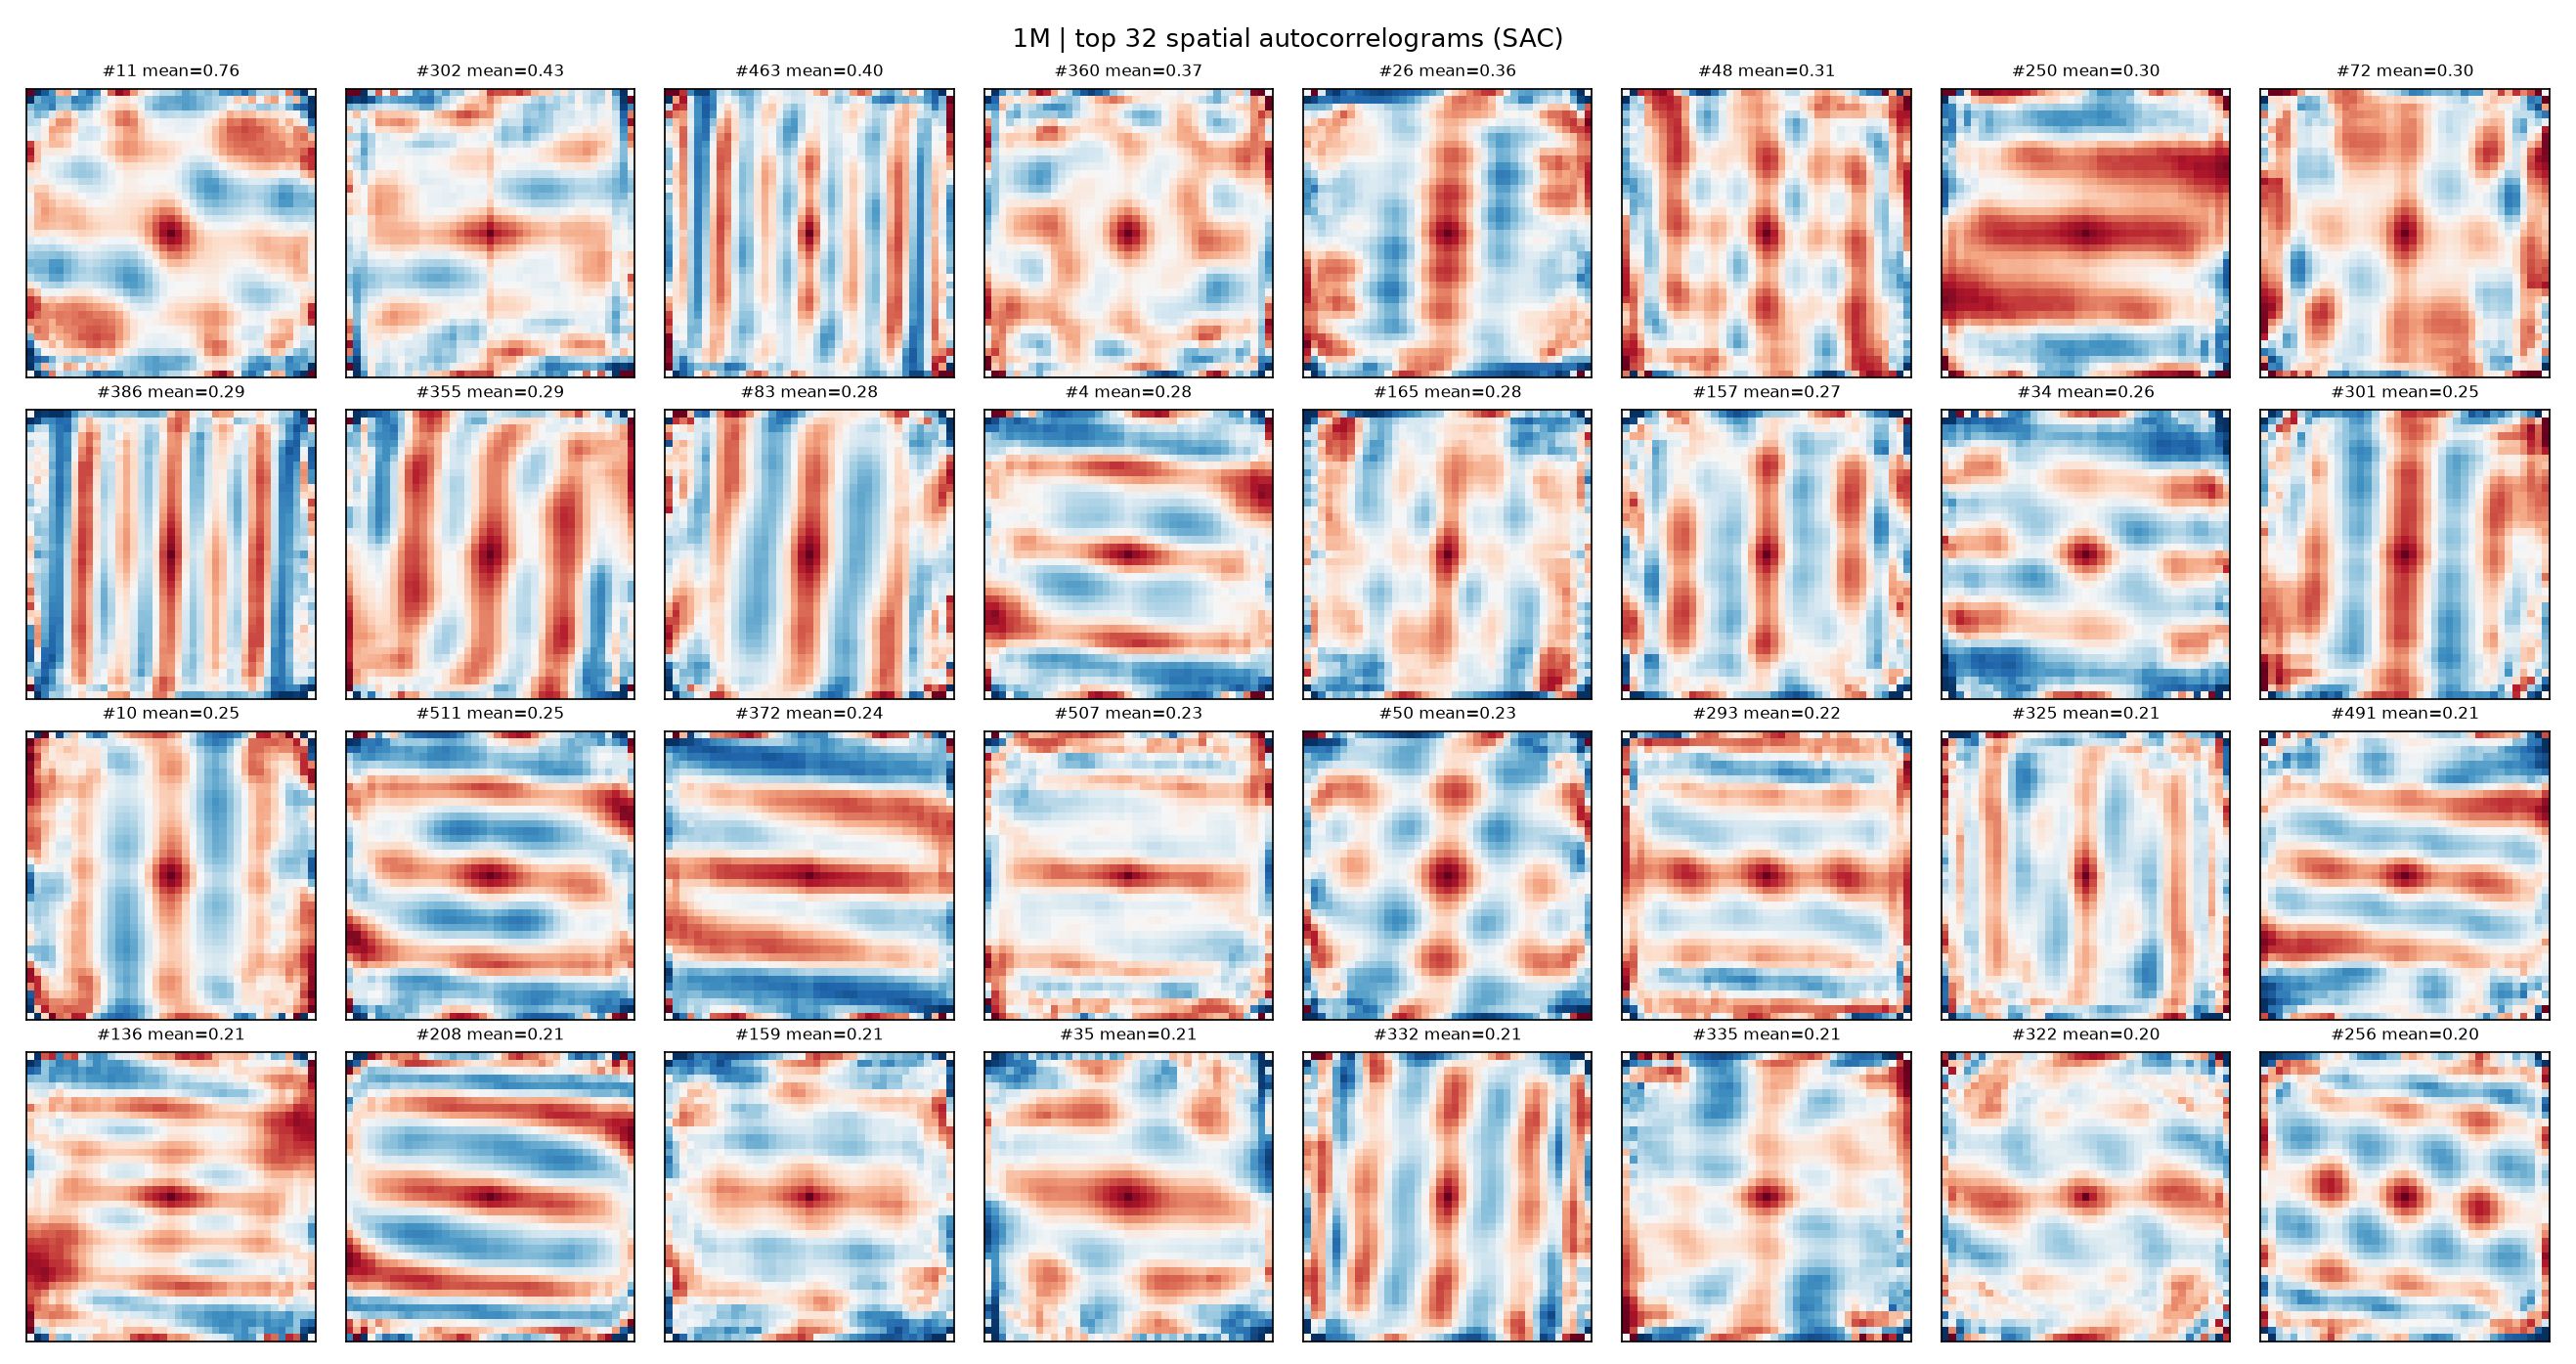 1M | top 32 spatial autocorrelograms (SAC)
#11 mean=0.76 #302 mean=0.43 #463 mean=0.40 #360 mean=0.37 #26 mean=0.36 #48 mean=0.31 #250 mean=0.30 #72 mean=0.30
#386 mean=0.29 #355 mean=0.29 #83 mean=0.28 #4 mean=0.28 #165 mean=0.28 #157 mean=0.27 #34 mean=0.26 #301 mean=0.25
#10 mean=0.25 #511 mean=0.25 #372 mean=0.24 #507 mean=0.23 #50 mean=0.23 #293 mean=0.22 #325 mean=0.21 #491 mean=0.21
#136 mean=0.21 #208 mean=0.21 #159 mean=0.21 #35 mean=0.21 #332 mean=0.21 #335 mean=0.21 #322 mean=0.20 #256 mean=0.20